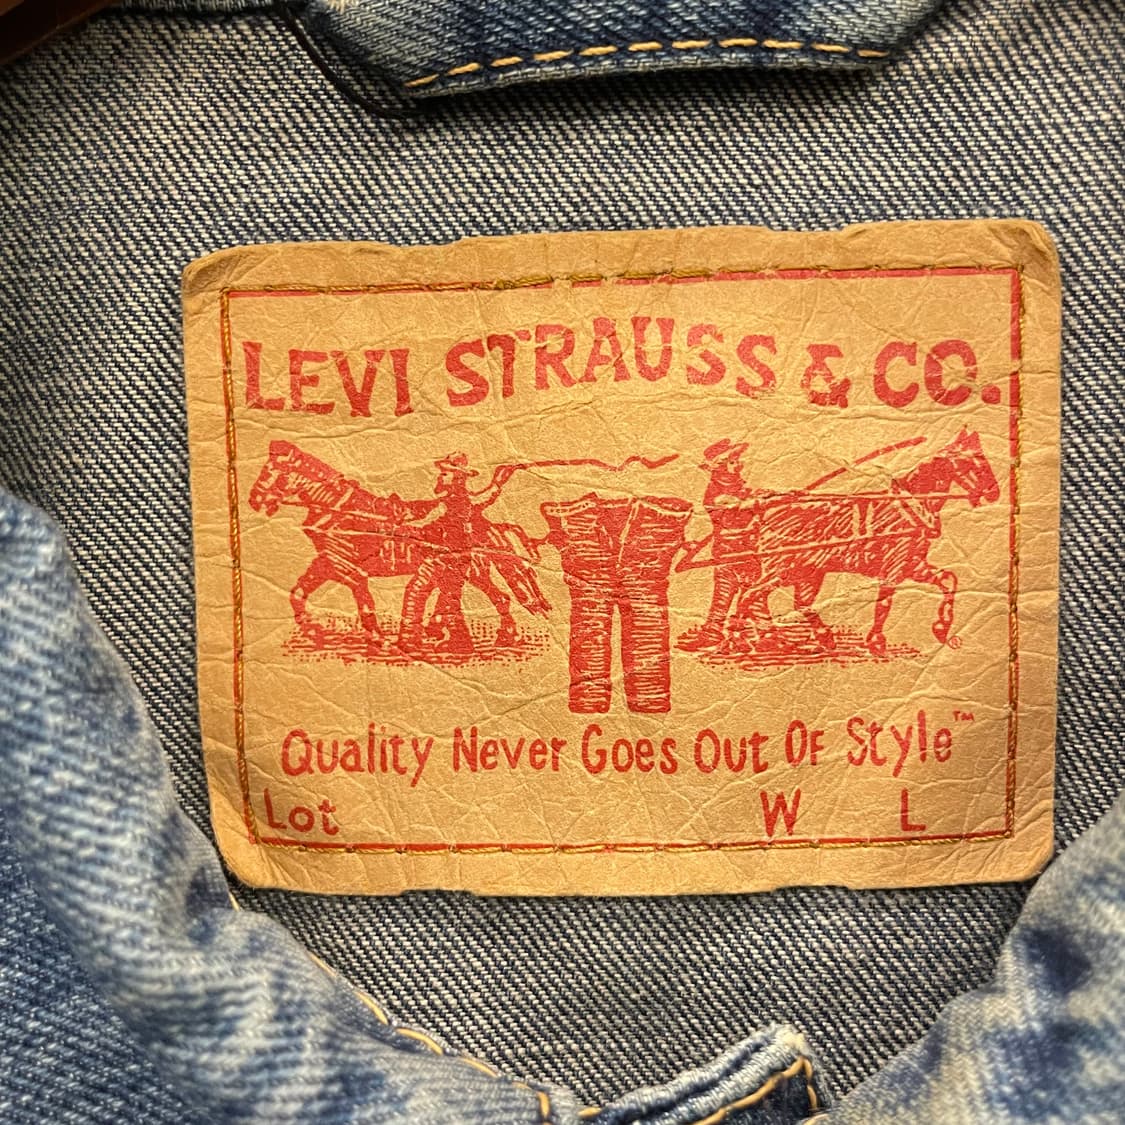 LEVI STRAUSS & CO.
®
Quality Never Goes Out Of Style™
Lot W L